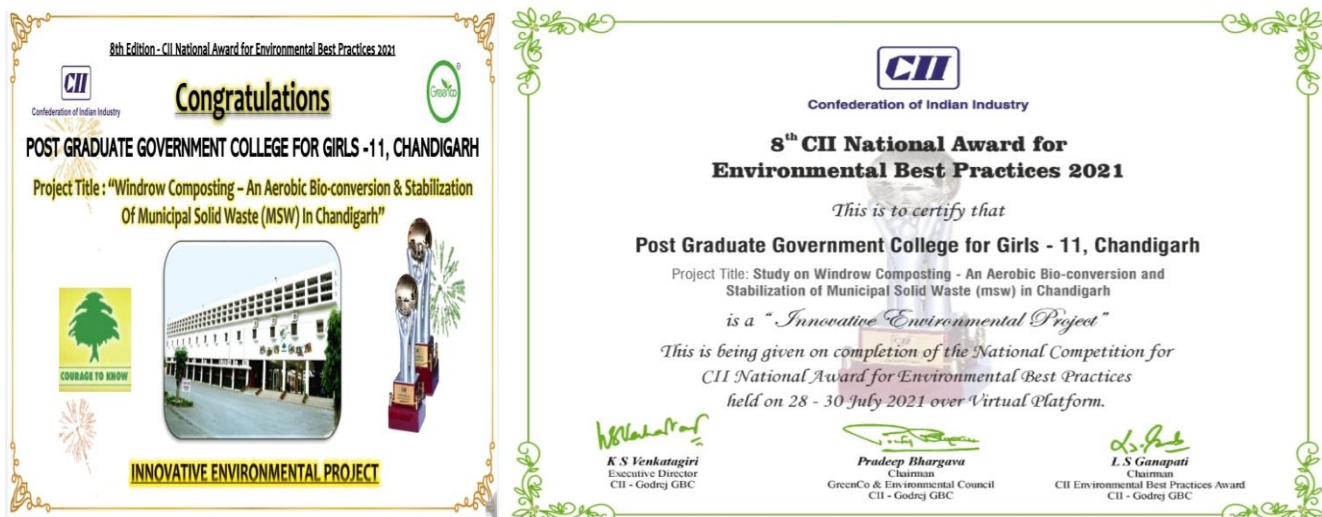 8th Edition - CII National Award for Environmental Best Practices 2021
CII
Confederation of Indian Industry
Congratulations
Greenco
POST GRADUATE GOVERNMENT COLLEGE FOR GIRLS -11, CHANDIGARH
Project Title : “Windrow Composting – An Aerobic Bio-conversion & Stabilization
Of Municipal Solid Waste (MSW) In Chandigarh”
COURAGE TO KNOW
INNOVATIVE ENVIRONMENTAL PROJECT
CII
Confederation of Indian Industry
8th CII National Award for
Environmental Best Practices 2021
This is to certify that
Post Graduate Government College for Girls - 11, Chandigarh
Project Title: Study on Windrow Composting - An Aerobic Bio-conversion and
Stabilization of Municipal Solid Waste (msw) in Chandigarh
is a “ Innovative Environmental Project”
This is being given on completion of the National Competition for
CII National Award for Environmental Best Practices
held on 28 - 30 July 2021 over Virtual Platform.
K S Venkatagiri
Executive Director
CII - Godrej GBC
Pradeep Bhargava
Chairman
GreenCo & Environmental Council
CII - Godrej GBC
L S Ganapati
Chairman
CII Environmental Best Practices Award
CII - Godrej GBC